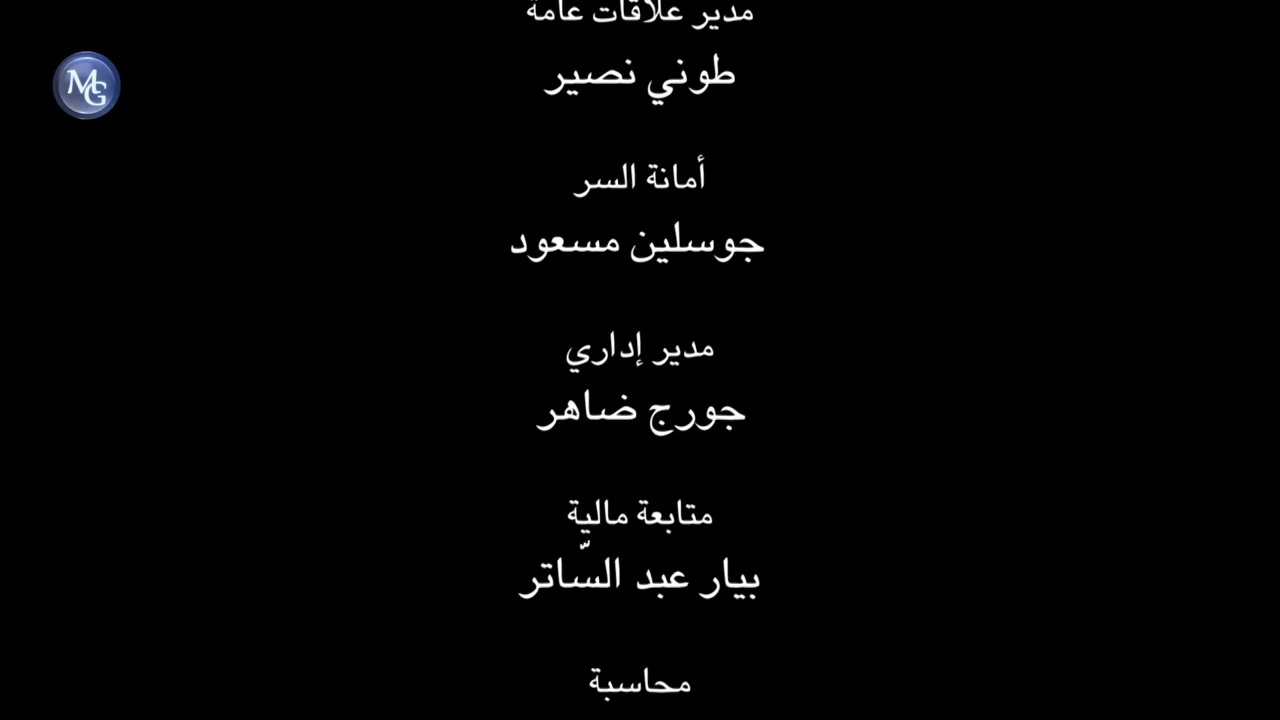 مدير علاقات عامة
طوني نصير
MG
أمانة السر
جوسلين مسعود
مدير إداري
جورج ضاهر
متابعة مالية
بيار عبد السّاتر
محاسبة